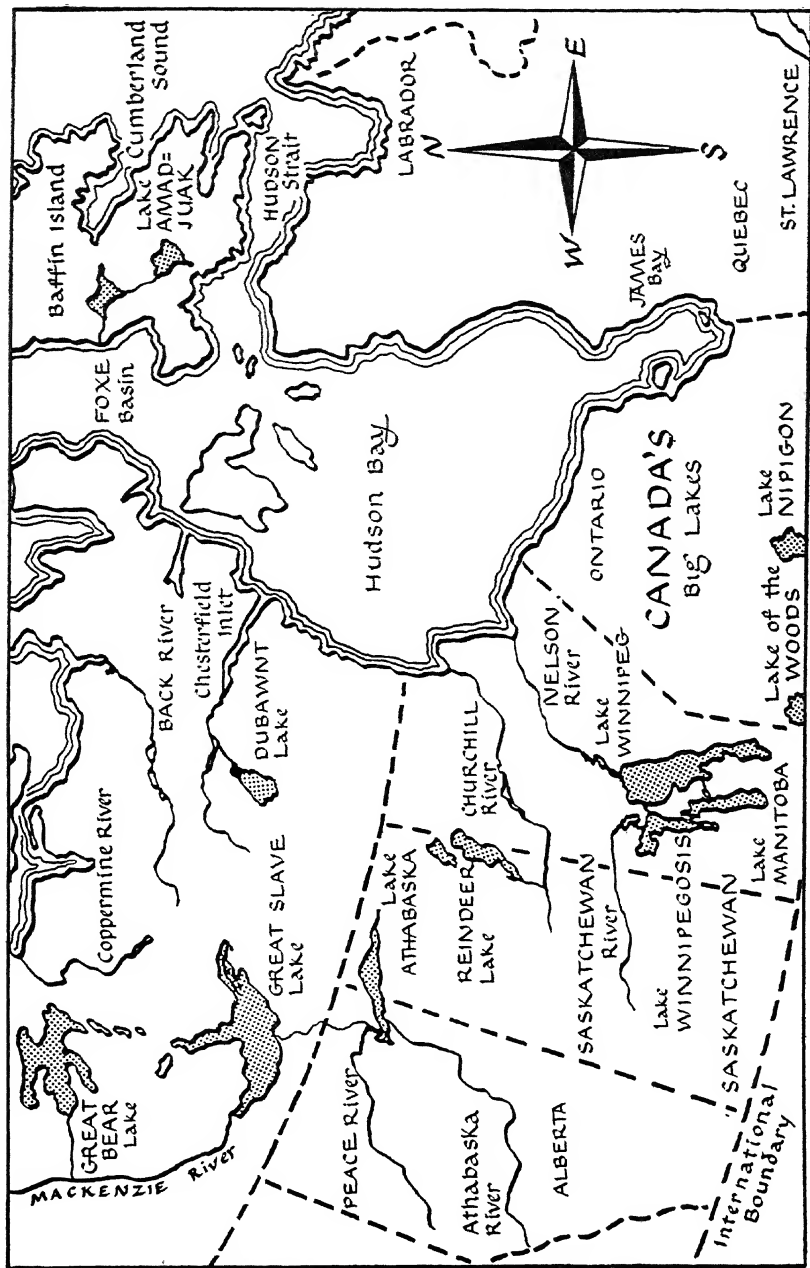 GREAT
BEAR
Lake
MACKENZIE
River
Coppermine River
GREAT SLAVE
Lake
BACK River
Chesterfield
Inlet
DUBAWNT
Lake
FOXE
Basin
Baffin Island
Cumberland
sound
Lake
AMAD=
JUAK
HUDSON
Strait
LABRADOR
N
E
S
W
Hudson Bay
JAMES
Bay
QUEBEC
ST. LAWRENCE
PEACE River
Athabaska
River
ALBERTA
Lake
ATHABASKA
REINDEER
Lake
CHURCHILL
River
SASKATCHEWAN
River
NELSON
River
Lake
WINNIPEG
Lake
WINNIPEGOSIS
SASKATCHEWAN
Lake
MANITOBA
International
Boundary
ONTARIO
CANADA'S
Big Lakes
Lake of the
WOODS
Lake
NIPIGON